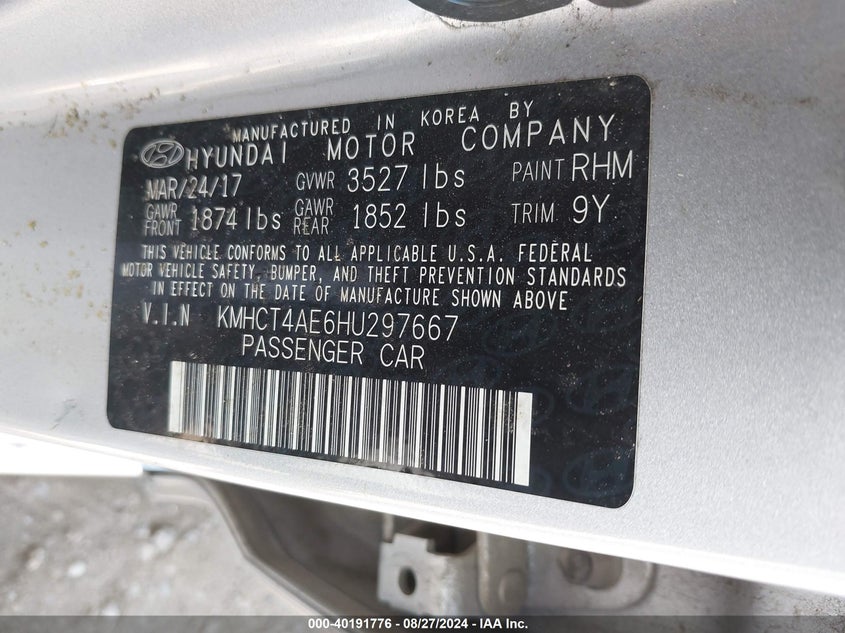 MANUFACTURED IN KOREA BY
HYUNDAI MOTOR COMPANY
MAR/24/17 GVWR 3527 lbs PAINT RHM
GAWR FRONT 1874 lbs GAWR REAR 1852 lbs TRIM 9Y
THIS VEHICLE CONFORMS TO ALL APPLICABLE U.S.A. FEDERAL
MOTOR VEHICLE SAFETY, BUMPER, AND THEFT PREVENTION STANDARDS
IN EFFECT ON THE DATE OF MANUFACTURE SHOWN ABOVE
V.I.N KMHCT4AE6HU297667
PASSENGER CAR
000-40191776 - 08/27/2024 - IAA Inc.